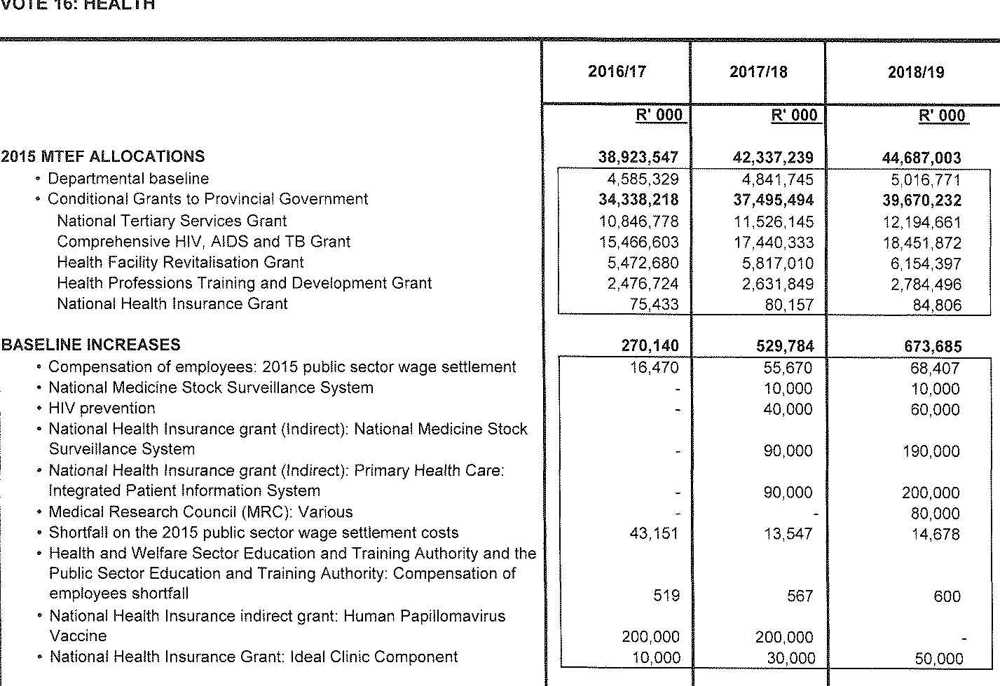 VOTE 16: HEALTH
2016/17 2017/18 2018/19
R' 000 R' 000 R' 000
2015 MTEF ALLOCATIONS 38,923,547 42,337,239 44,687,003
• Departmental baseline 4,585,329 4,841,745 5,016,771
• Conditional Grants to Provincial Government 34,338,218 37,495,494 39,670,232
National Tertiary Services Grant 10,846,778 11,526,145 12,194,661
Comprehensive HIV, AIDS and TB Grant 15,466,603 17,440,333 18,451,872
Health Facility Revitalisation Grant 5,472,680 5,817,010 6,154,397
Health Professions Training and Development Grant 2,476,724 2,631,849 2,784,496
National Health Insurance Grant 75,433 80,157 84,806
BASELINE INCREASES 270,140 529,784 673,685
• Compensation of employees: 2015 public sector wage settlement 16,470 55,670 68,407
• National Medicine Stock Surveillance System - 10,000 10,000
• HIV prevention - 40,000 60,000
• National Health Insurance grant (Indirect): National Medicine Stock
Surveillance System - 90,000 190,000
• National Health Insurance grant (Indirect): Primary Health Care:
Integrated Patient Information System - 90,000 200,000
• Medical Research Council (MRC): Various - - 80,000
• Shortfall on the 2015 public sector wage settlement costs 43,151 13,547 14,678
• Health and Welfare Sector Education and Training Authority and the
Public Sector Education and Training Authority: Compensation of
employees shortfall 519 567 600
• National Health Insurance indirect grant: Human Papillomavirus
Vaccine 200,000 200,000 -
• National Health Insurance Grant: Ideal Clinic Component 10,000 30,000 50,000